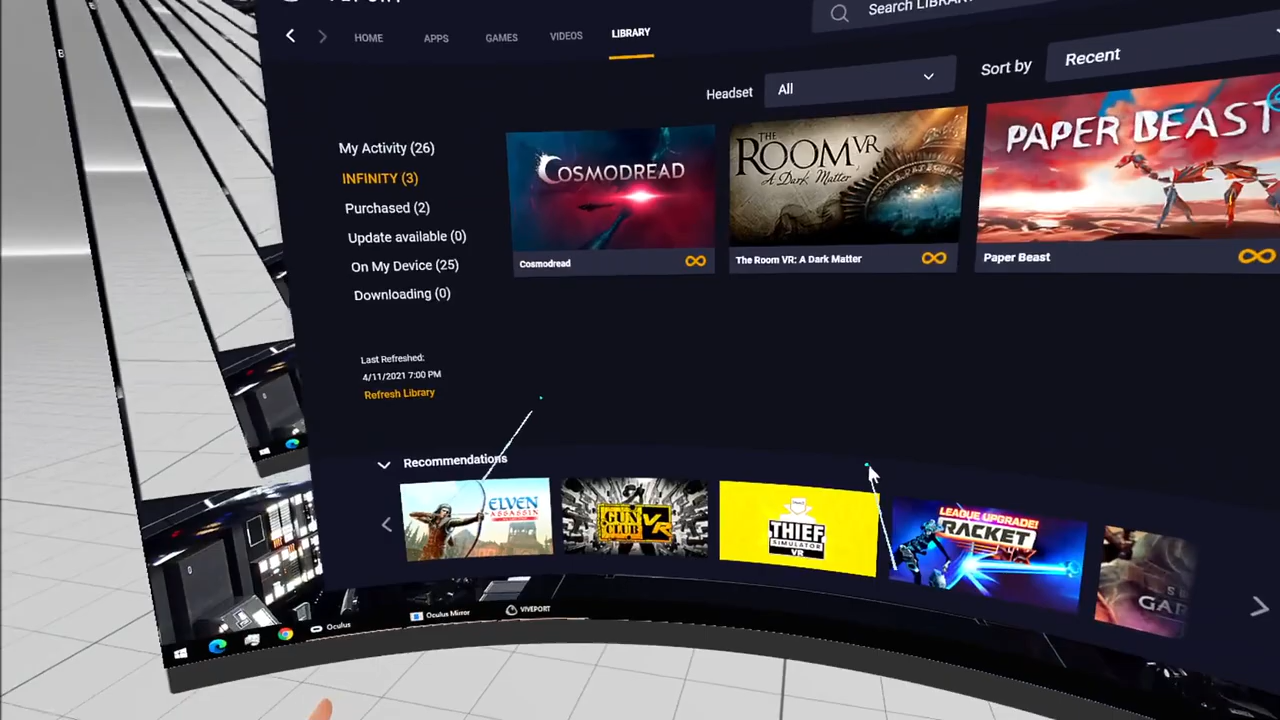 Search LIBRARY
HOME
APPS
GAMES
VIDEOS
LIBRARY
Headset
All
Sort by
Recent
My Activity (26)
INFINITY (3)
Purchased (2)
Update available (0)
On My Device (25)
Downloading (0)
COSMODREAD
Cosmodread
THE ROOM VR
A Dark Matter
The Room VR: A Dark Matter
PAPER BEAST
Paper Beast
Last Refreshed:
4/11/2021 7:00 PM
Refresh Library
Recommendations
ELVEN
ASSASSIN
GUN
CLUB VR
THIEF
SIMULATOR
VR
LEAGUE UPGRADE!
RACKET
Oculus
Oculus Mirror
VIVEPORT